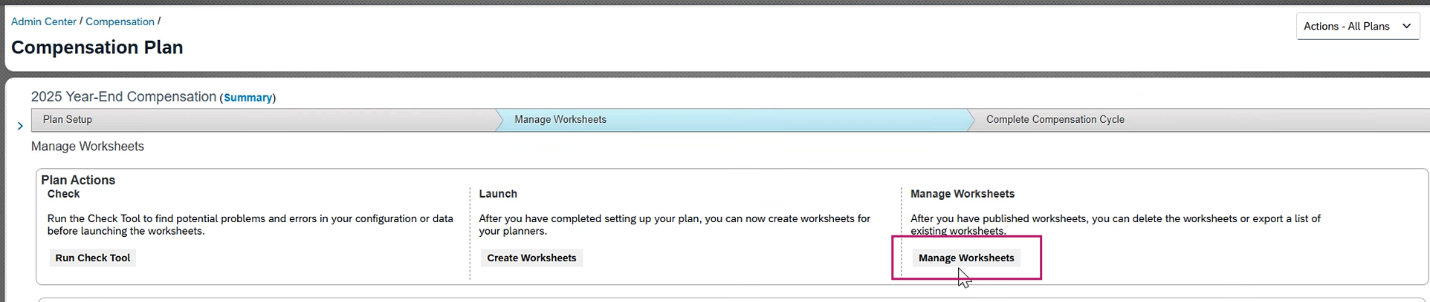 Admin Center / Compensation /
Actions - All Plans
Compensation Plan
2025 Year-End Compensation (Summary)
Plan Setup
Manage Worksheets
Complete Compensation Cycle
Manage Worksheets
Plan Actions
Check
Run the Check Tool to find potential problems and errors in your configuration or data
before launching the worksheets.
Run Check Tool
Launch
After you have completed setting up your plan, you can now create worksheets for
your planners.
Create Worksheets
Manage Worksheets
After you have published worksheets, you can delete the worksheets or export a list of
existing worksheets.
Manage Worksheets